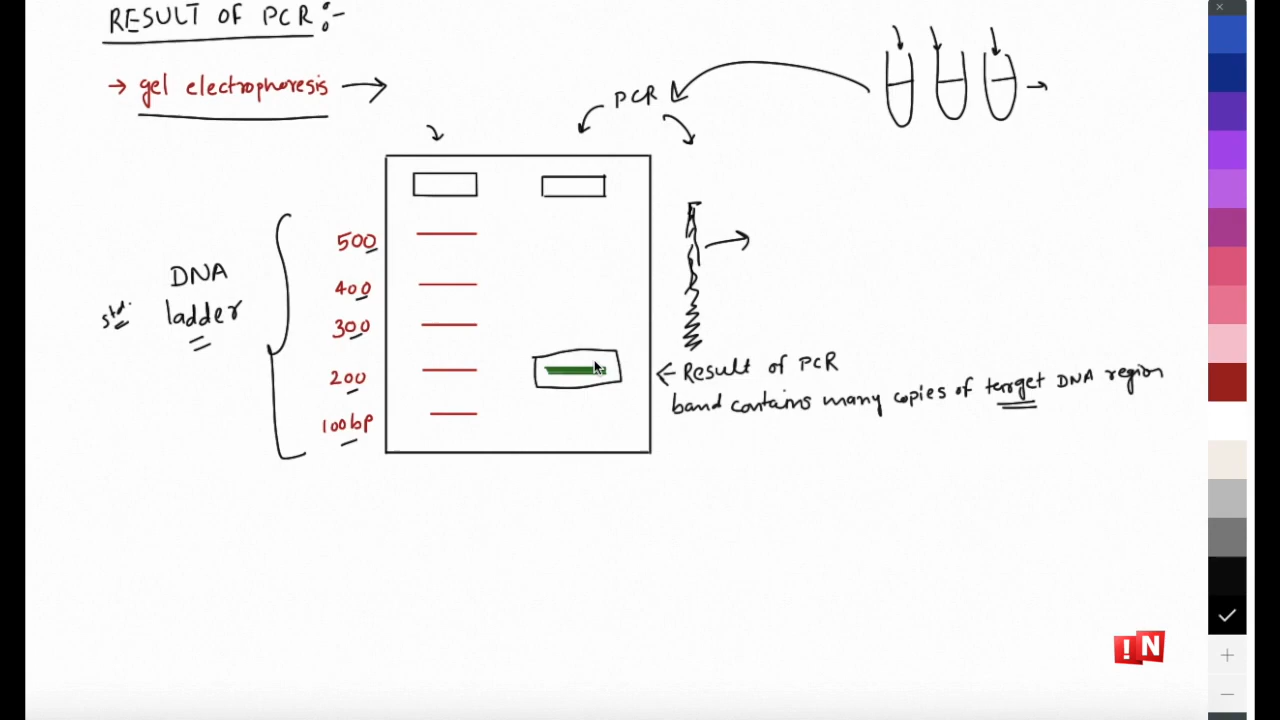 RESULT OF PCR :-
→ gel electrophoresis →
PCR
500
400
300
200
100bp
std. DNA
ladder
← Result of PCR
band contains many copies of target DNA region
!N